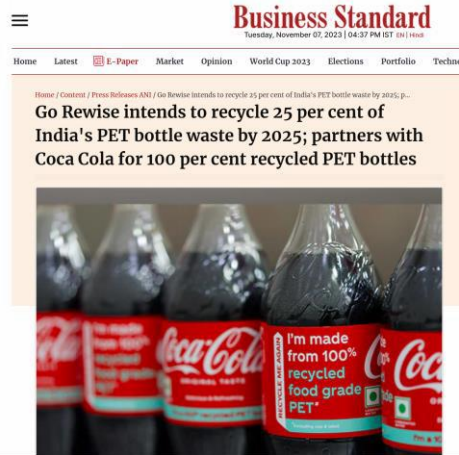 Business Standard
Tuesday, November 07, 2023 | 04:37 PM IST EN | Hindi
Home Latest E-Paper Market Opinion World Cup 2023 Elections Portfolio Techno
Home / Content / Press Releases ANI / Go Rewise intends to recycle 25 per cent of India's PET bottle waste by 2025; p...
Go Rewise intends to recycle 25 per cent of
India's PET bottle waste by 2025; partners with
Coca Cola for 100 per cent recycled PET bottles
Coca-Cola
ORIGINAL TASTE
RECYCLE ME AGAIN
I'm made
from 100%
recycled
food grade
PET*